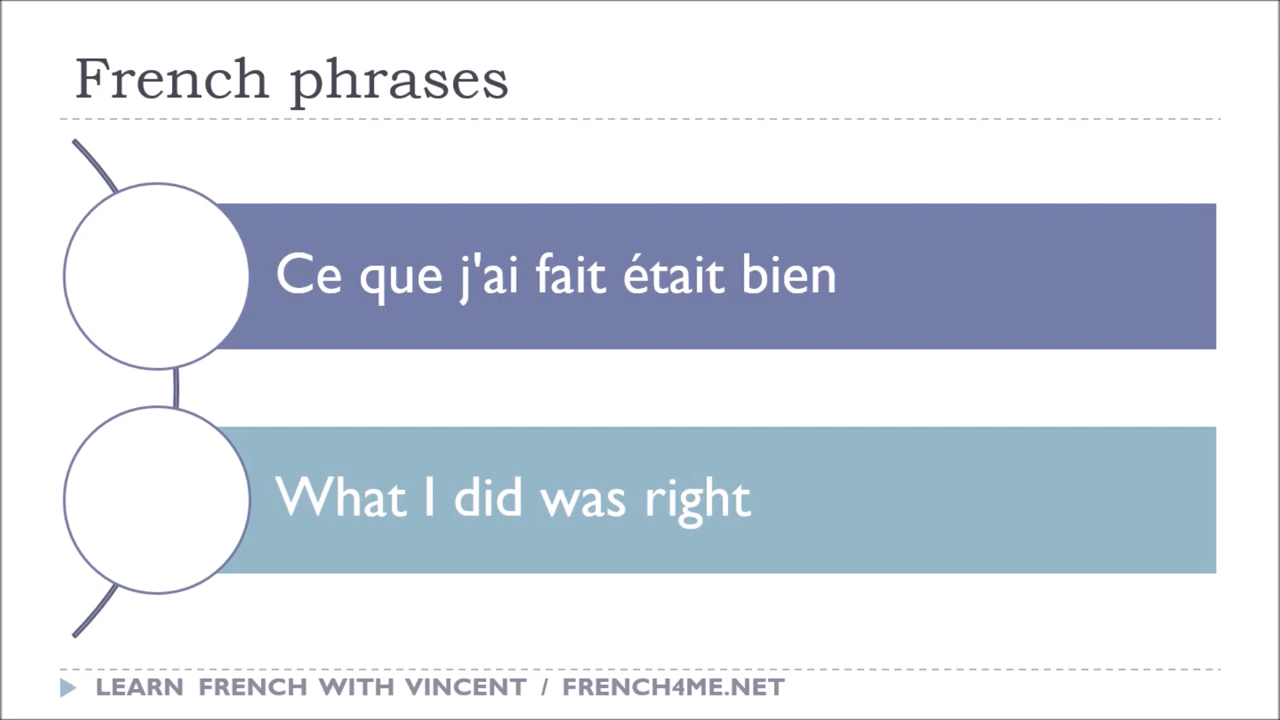 French phrases
Ce que j'ai fait était bien
What I did was right
LEARN FRENCH WITH VINCENT / FRENCH4ME.NET